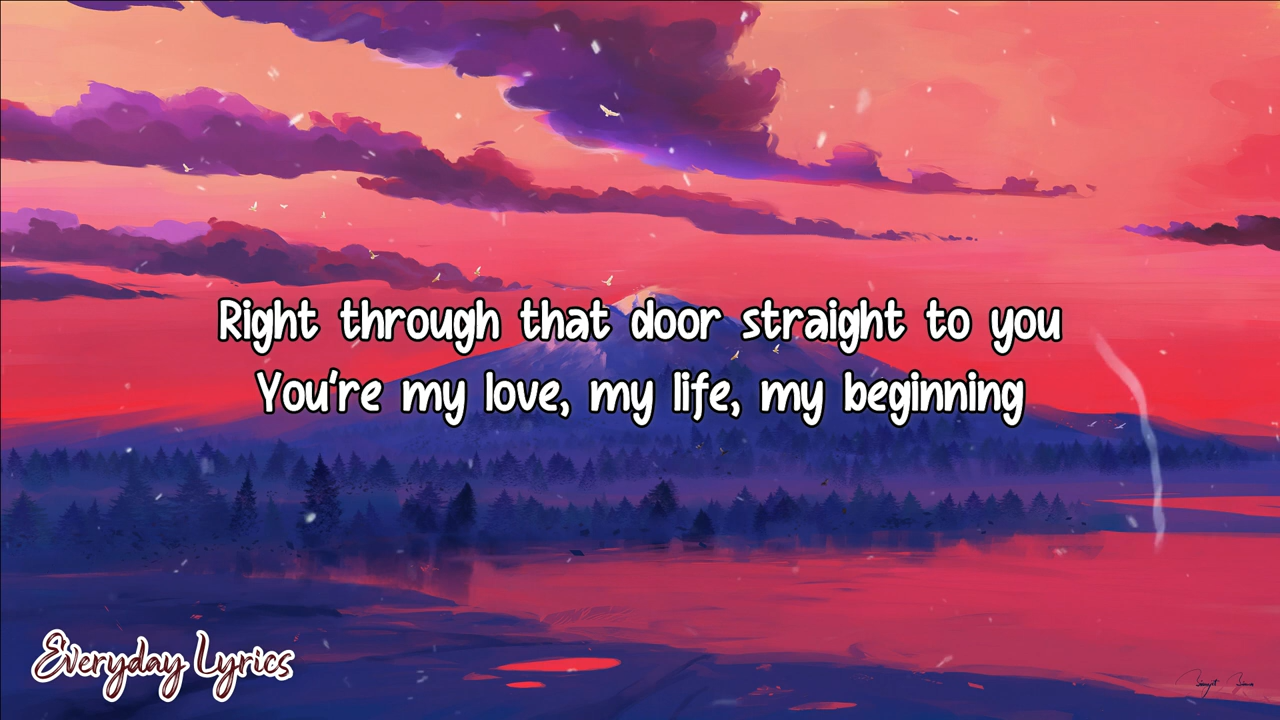 Right through that door straight to you
You're my love, my life, my beginning
Everyday Lyrics